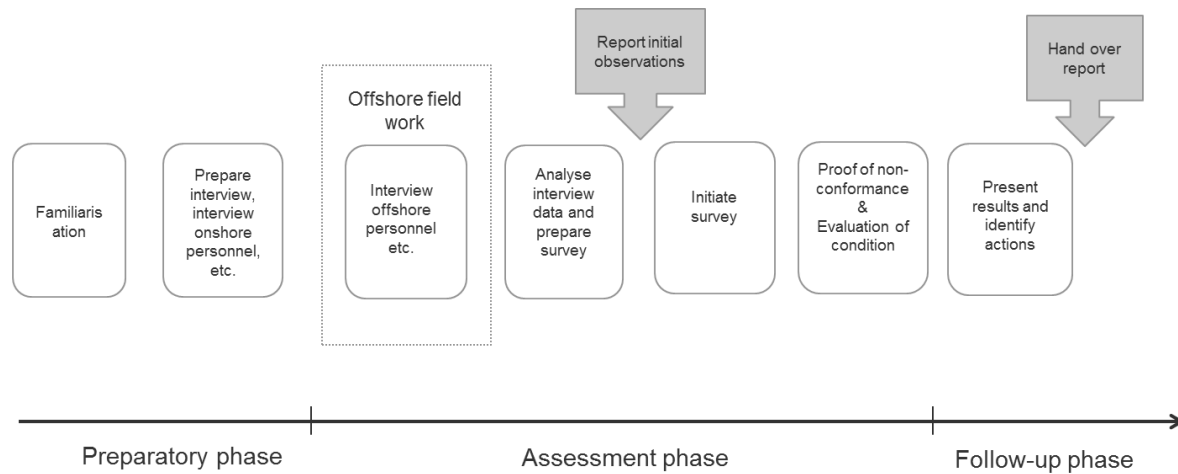 Report initial
observations
Hand over
report
Offshore field
work
Familiaris
ation
Prepare
interview,
interview
onshore
personnel,
etc.
Interview
offshore
personnel
etc.
Analyse
interview
data and
prepare
survey
Initiate
survey
Proof of non-
conformance
&
Evaluation of
condition
Present
results and
identify
actions
Preparatory phase
Assessment phase
Follow-up phase